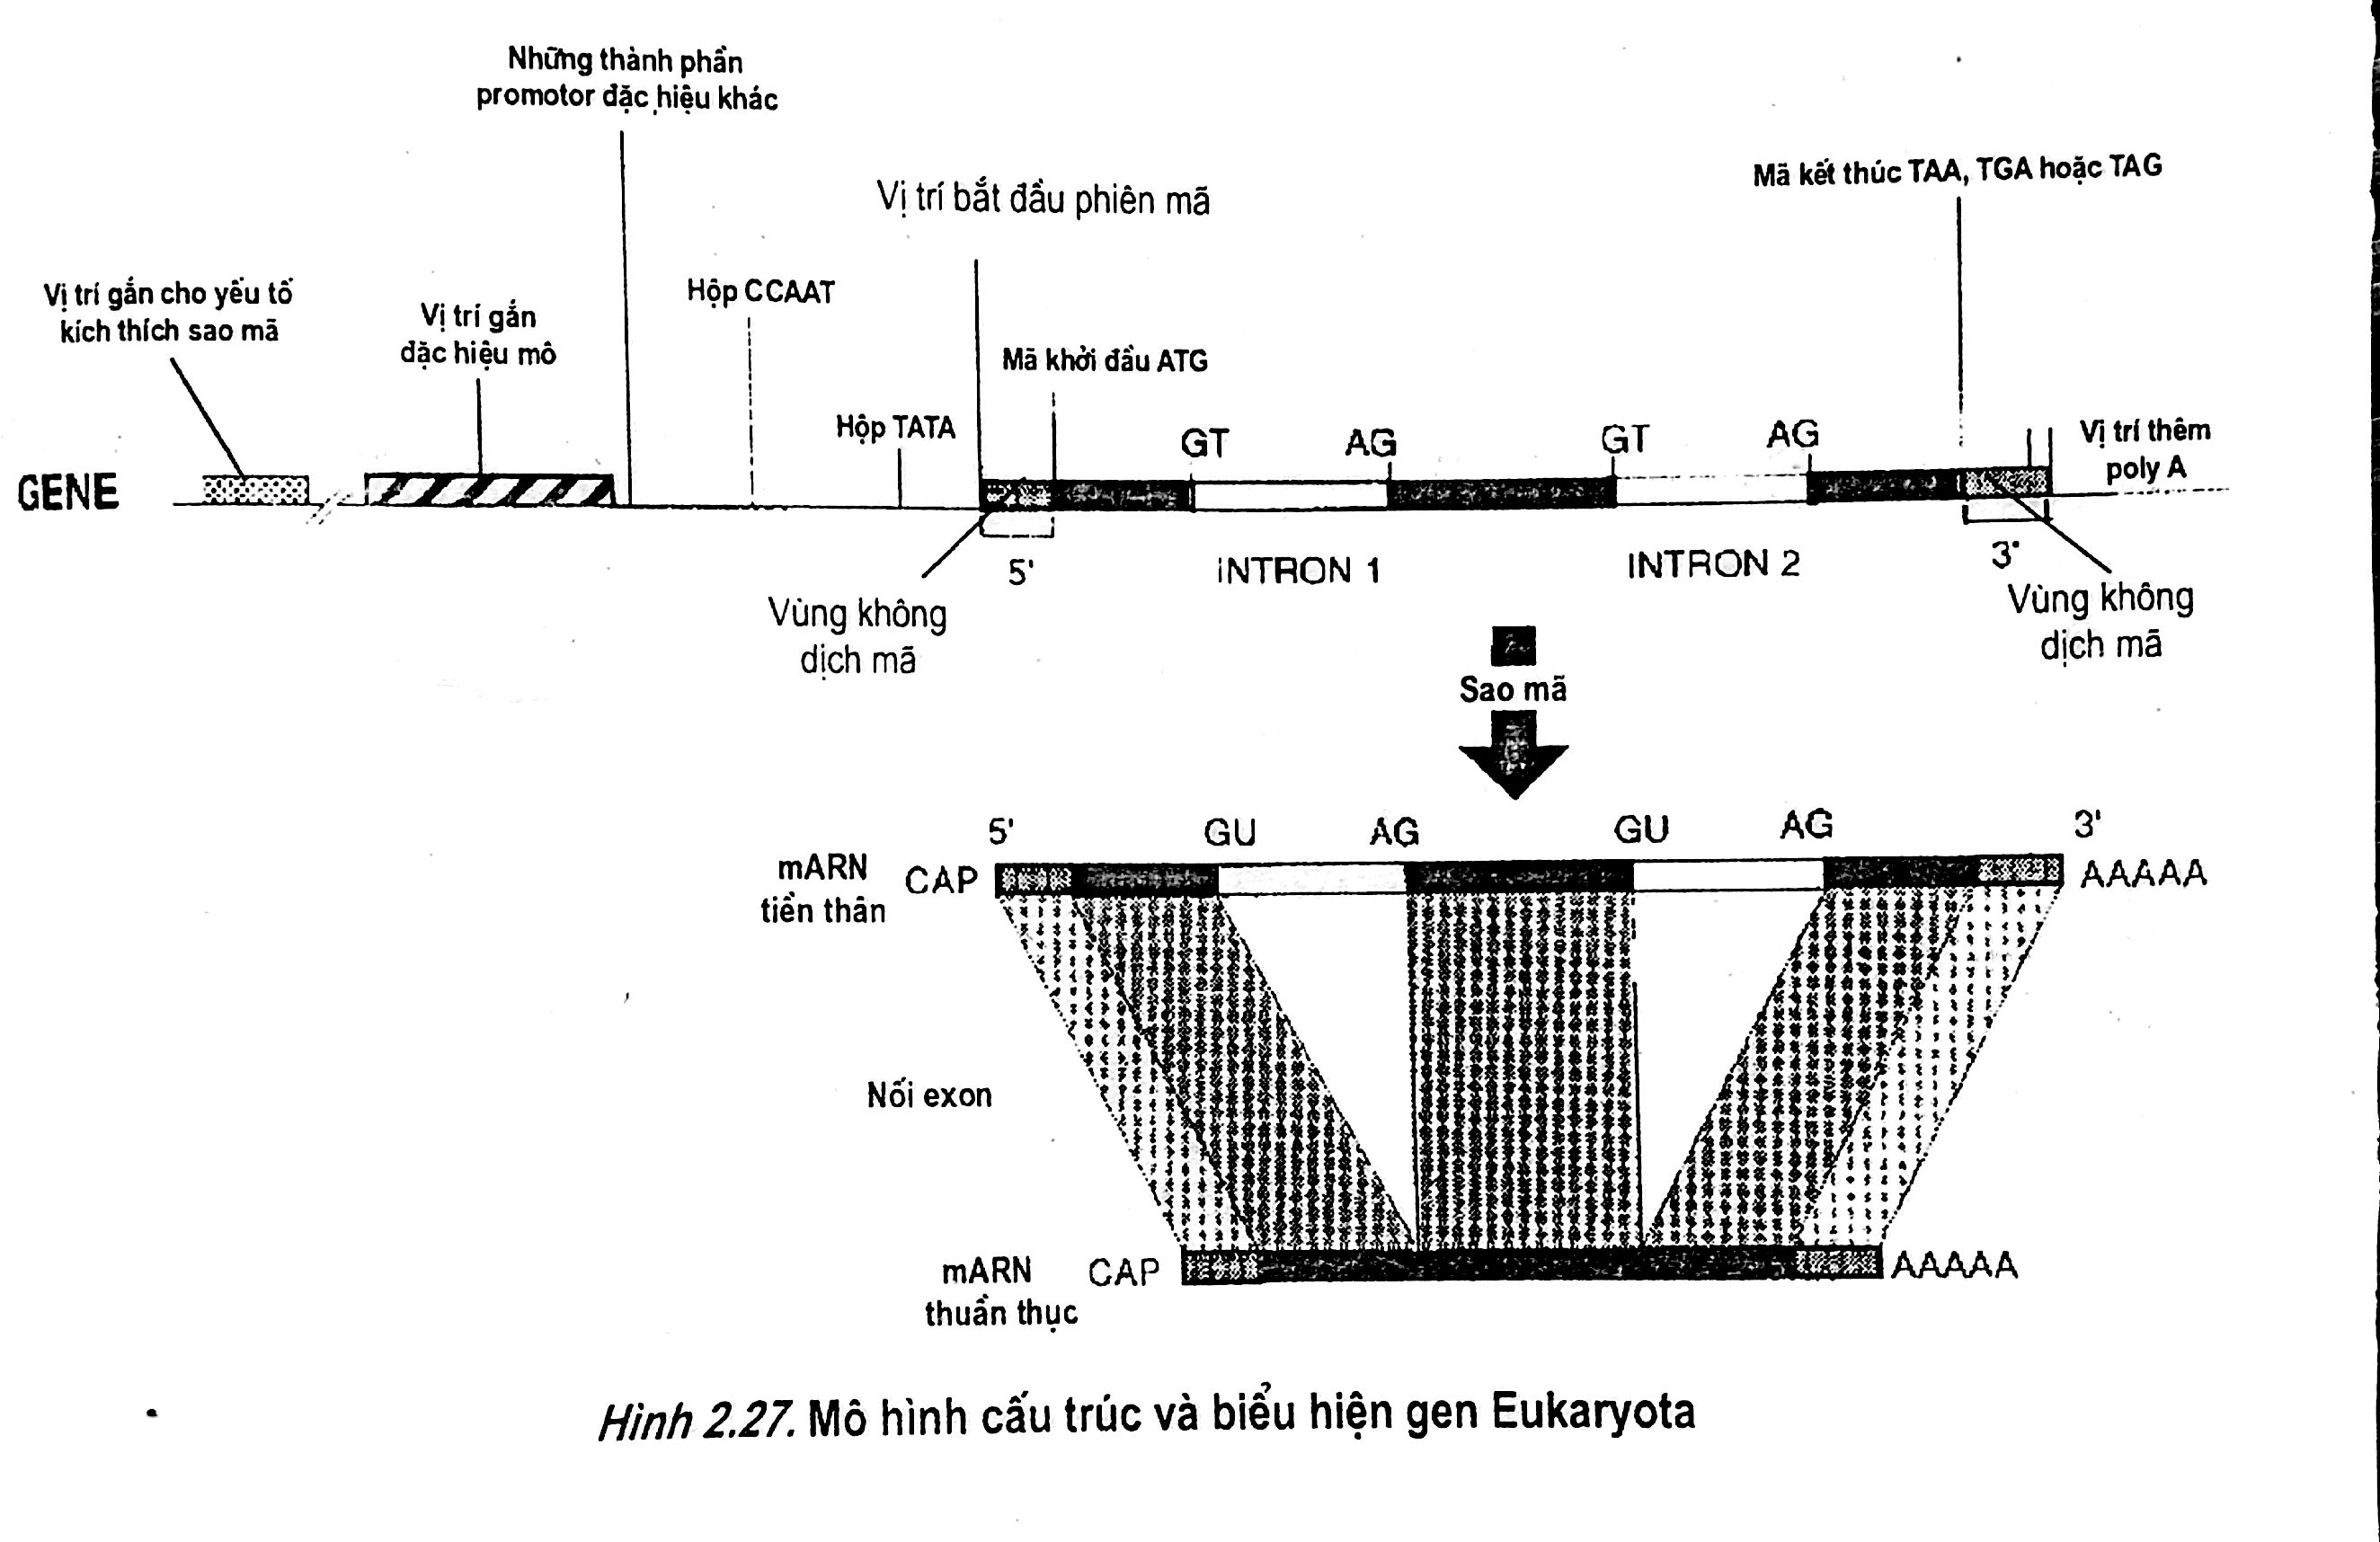 Những thành phần
promotor đặc hiệu khác
Vị trí bắt đầu phiên mã
Mã kết thúc TAA, TGA hoặc TAG
Vị trí gắn cho yếu tố
kích thích sao mã
Vị trí gắn
đặc hiệu mô
Hộp CCAAT
Mã khởi đầu ATG
Hộp TATA
GT
AG
GT
AG
Vị trí thêm
poly A
GENE
5'
INTRON 1
INTRON 2
3'
Vùng không
dịch mã
Vùng không
dịch mã
Sao mã
5'
GU
AG
GU
AG
3'
mARN
tiền thân
CAP
AAAAA
Nối exon
mARN
thuần thục
CAP
AAAAA
Hình 2.27. Mô hình cấu trúc và biểu hiện gen Eukaryota